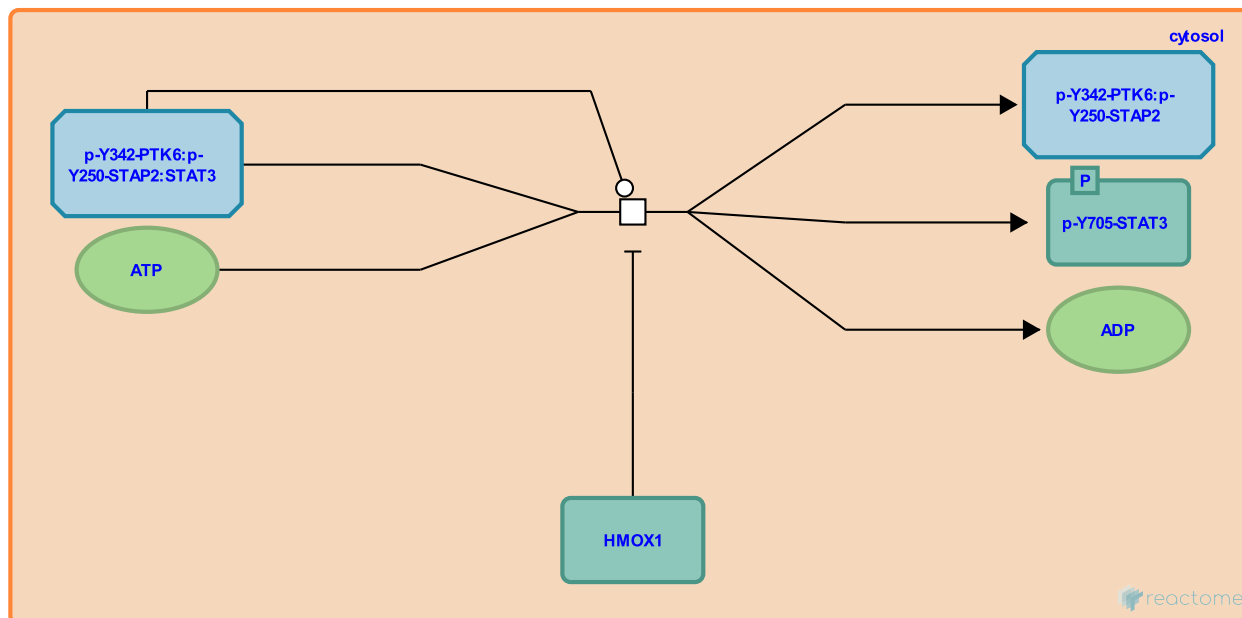 cytosol
p-Y342-PTK6:p-
Y250-STAP2:STAT3
ATP
p-Y342-PTK6:p-
Y250-STAP2
P
p-Y705-STAT3
ADP
HMOX1
reactome